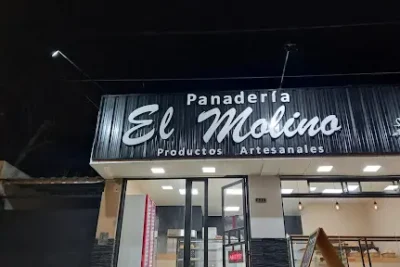 Panadería
El Molino
Productos Artesanales